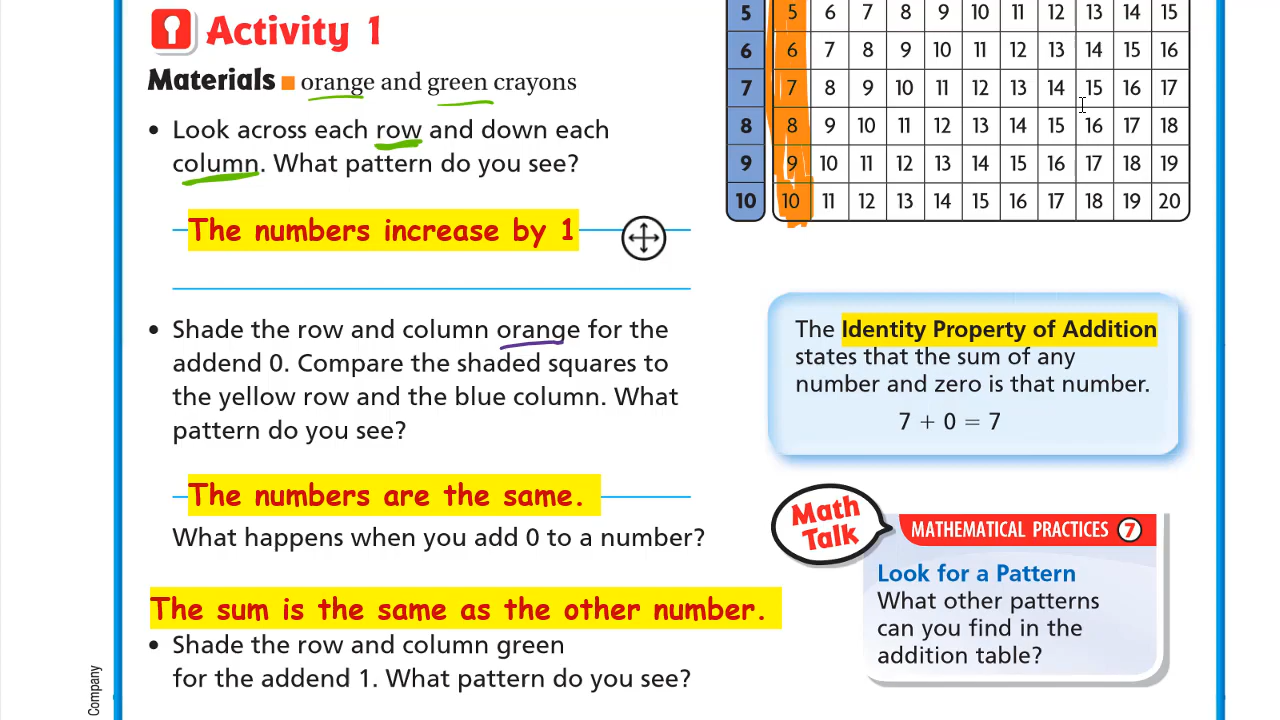 Activity 1
Materials ■ orange and green crayons
• Look across each row and down each
column. What pattern do you see?
The numbers increase by 1
• Shade the row and column orange for the
addend 0. Compare the shaded squares to
the yellow row and the blue column. What
pattern do you see?
The numbers are the same.
What happens when you add 0 to a number?
The sum is the same as the other number.
• Shade the row and column green
for the addend 1. What pattern do you see?
Company
5 5 6 7 8 9 10 11 12 13 14 15
6 6 7 8 9 10 11 12 13 14 15 16
7 7 8 9 10 11 12 13 14 15 16 17
8 8 9 10 11 12 13 14 15 16 17 18
9 9 10 11 12 13 14 15 16 17 18 19
10 10 11 12 13 14 15 16 17 18 19 20
The Identity Property of Addition
states that the sum of any
number and zero is that number.
7 + 0 = 7
Math
Talk
MATHEMATICAL PRACTICES 7
Look for a Pattern
What other patterns
can you find in the
addition table?